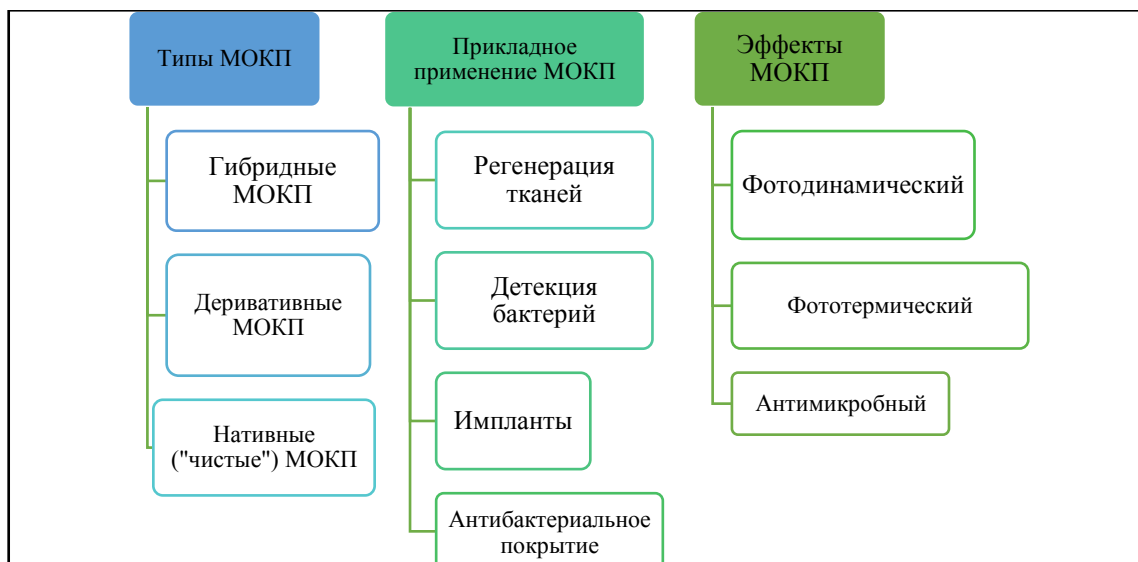 Типы МОКП
Гибридные
МОКП
Деривативные
МОКП
Нативные
("чистые") МОКП
Прикладное
применение МОКП
Регенерация
тканей
Детекция
бактерий
Импланты
Антибактериальное
покрытие
Эффекты
МОКП
Фотодинамический
Фототермический
Антимикробный